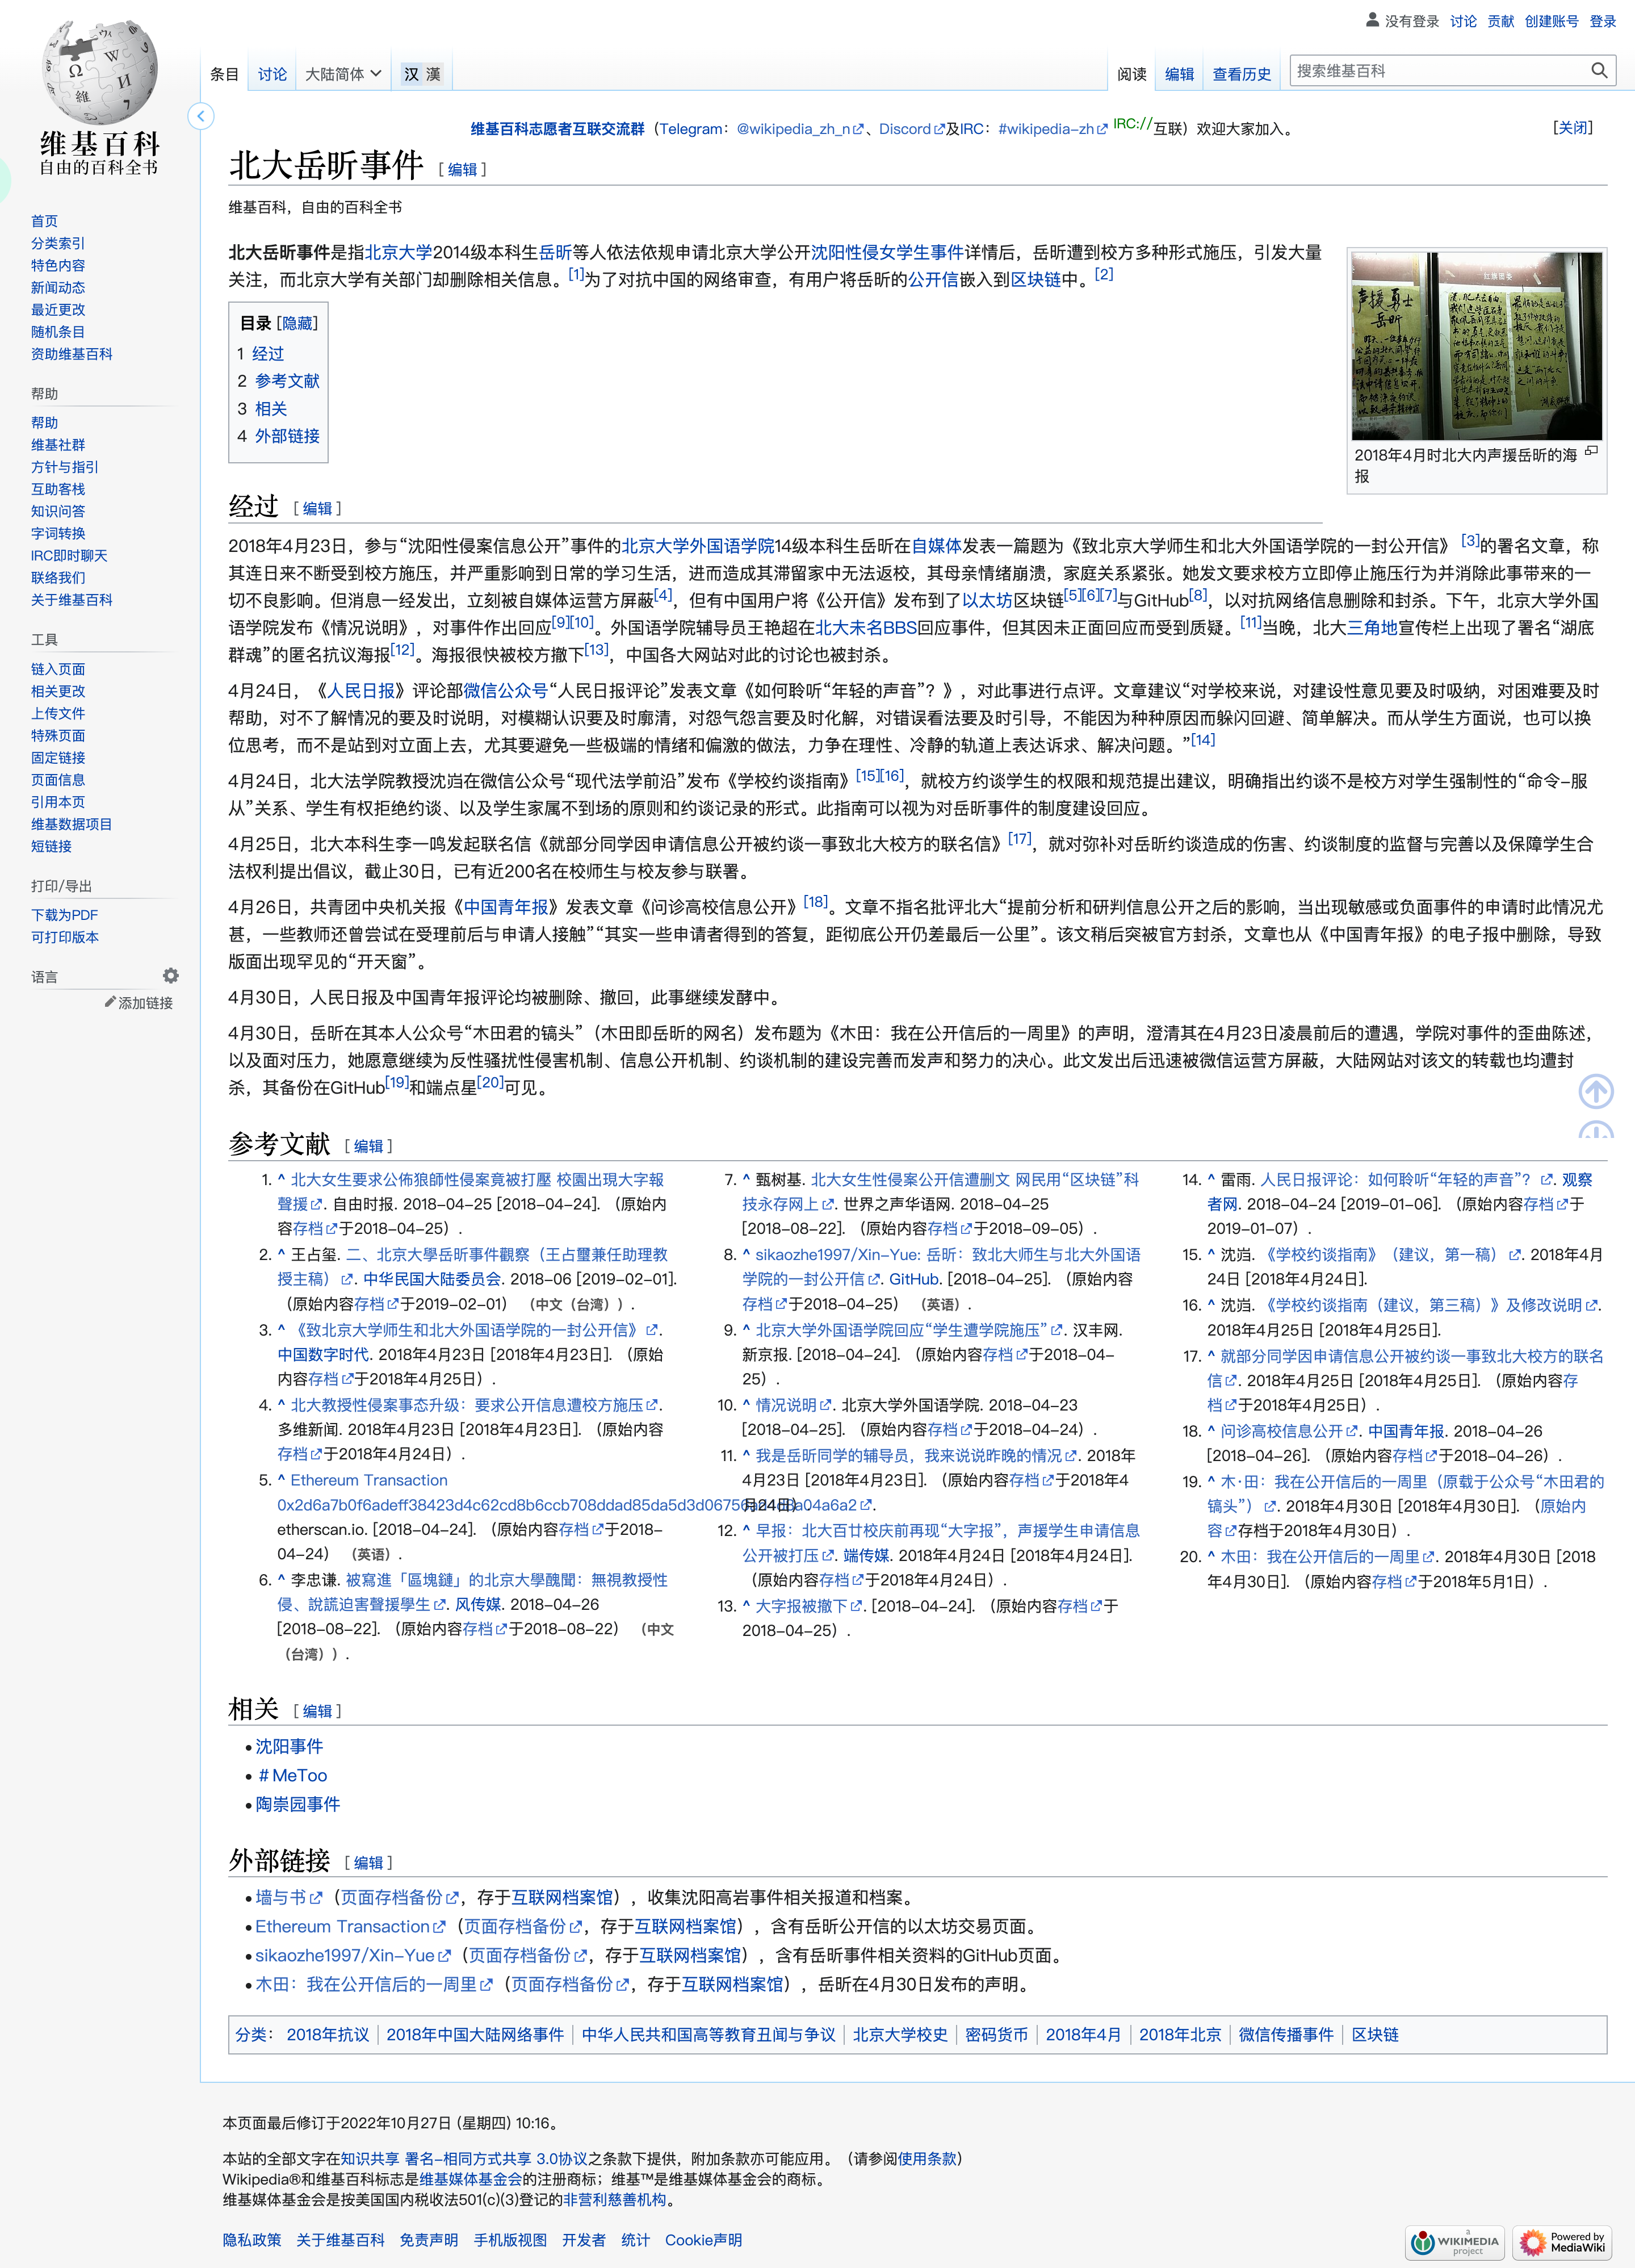 没有登录 讨论 贡献 创建账号 登录
条目 讨论 大陆简体 汉 漢 阅读 编辑 查看历史 搜索维基百科
维基百科
自由的百科全书
首页
分类索引
特色内容
新闻动态
最近更改
随机条目
资助维基百科
帮助
帮助
维基社群
方针与指引
互助客栈
知识问答
字词转换
IRC即时聊天
联络我们
关于维基百科
工具
链入页面
相关更改
上传文件
特殊页面
固定链接
页面信息
引用本页
维基数据项目
短链接
打印/导出
下载为PDF
可打印版本
语言
添加链接
维基百科志愿者互联交流群（Telegram：@wikipedia_zh_n、Discord及IRC：#wikipedia-zh IRC://互联）欢迎大家加入。 [关闭]
北大岳昕事件 [ 编辑 ]
维基百科，自由的百科全书
北大岳昕事件是指北京大学2014级本科生岳昕等人依法依规申请北京大学公开沈阳性侵女学生事件详情后，岳昕遭到校方多种形式施压，引发大量
关注，而北京大学有关部门却删除相关信息。[1]为了对抗中国的网络审查，有用户将岳昕的公开信嵌入到区块链中。[2]
声援勇士
岳昕
2018年4月时北大内声援岳昕的海
报
目录 [隐藏]
1 经过
2 参考文献
3 相关
4 外部链接
经过 [ 编辑 ]
2018年4月23日，参与“沈阳性侵案信息公开”事件的北京大学外国语学院14级本科生岳昕在自媒体发表一篇题为《致北京大学师生和北大外国语学院的一封公开信》 [3]的署名文章，称
其连日来不断受到校方施压，并严重影响到日常的学习生活，进而造成其滞留家中无法返校，其母亲情绪崩溃，家庭关系紧张。她发文要求校方立即停止施压行为并消除此事带来的一
切不良影响。但消息一经发出，立刻被自媒体运营方屏蔽[4]，但有中国用户将《公开信》发布到了以太坊区块链[5][6][7]与GitHub[8]，以对抗网络信息删除和封杀。下午，北京大学外国
语学院发布《情况说明》，对事件作出回应[9][10]。外国语学院辅导员王艳超在北大未名BBS回应事件，但其因未正面回应而受到质疑。[11]当晚，北大三角地宣传栏上出现了署名“湖底
群魂”的匿名抗议海报[12]。海报很快被校方撤下[13]，中国各大网站对此的讨论也被封杀。
4月24日，《人民日报》评论部微信公众号“人民日报评论”发表文章《如何聆听“年轻的声音”？》，对此事进行点评。文章建议“对学校来说，对建设性意见要及时吸纳，对困难要及时
帮助，对不了解情况的要及时说明，对模糊认识要及时廓清，对怨气怨言要及时化解，对错误看法要及时引导，不能因为种种原因而躲闪回避、简单解决。而从学生方面说，也可以换
位思考，而不是站到对立面上去，尤其要避免一些极端的情绪和偏激的做法，力争在理性、冷静的轨道上表达诉求、解决问题。”[14]
4月24日，北大法学院教授沈岿在微信公众号“现代法学前沿”发布《学校约谈指南》[15][16]，就校方约谈学生的权限和规范提出建议，明确指出约谈不是校方对学生强制性的“命令-服
从”关系、学生有权拒绝约谈、以及学生家属不到场的原则和约谈记录的形式。此指南可以视为对岳昕事件的制度建设回应。
4月25日，北大本科生李一鸣发起联名信《就部分同学因申请信息公开被约谈一事致北大校方的联名信》[17]，就对弥补对岳昕约谈造成的伤害、约谈制度的监督与完善以及保障学生合
法权利提出倡议，截止30日，已有近200名在校师生与校友参与联署。
4月26日，共青团中央机关报《中国青年报》发表文章《问诊高校信息公开》[18]。文章不指名批评北大“提前分析和研判信息公开之后的影响，当出现敏感或负面事件的申请时此情况尤
甚，一些教师还曾尝试在受理前后与申请人接触”“其实一些申请者得到的答复，距彻底公开仍差最后一公里”。该文稍后突被官方封杀，文章也从《中国青年报》的电子报中删除，导致
版面出现罕见的“开天窗”。
4月30日，人民日报及中国青年报评论均被删除、撤回，此事继续发酵中。
4月30日，岳昕在其本人公众号“木田君的镐头”（木田即岳昕的网名）发布题为《木田：我在公开信后的一周里》的声明，澄清其在4月23日凌晨前后的遭遇，学院对事件的歪曲陈述，
以及面对压力，她愿意继续为反性骚扰性侵害机制、信息公开机制、约谈机制的建设完善而发声和努力的决心。此文发出后迅速被微信运营方屏蔽，大陆网站对该文的转载也均遭封
杀，其备份在GitHub[19]和端点星[20]可见。
参考文献 [ 编辑 ]
1. ^ 北大女生要求公佈狼師性侵案竟被打壓 校園出現大字報
聲援. 自由时报. 2018-04-25 [2018-04-24]. （原始内
容存档于2018-04-25）.
2. ^ 王占玺. 二、北京大學岳昕事件觀察（王占璽兼任助理教
授主稿）. 中华民国大陆委员会. 2018-06 [2019-02-01].
（原始内容存档于2019-02-01） （中文（台湾））.
3. ^ 《致北京大学师生和北大外国语学院的一封公开信》.
中国数字时代. 2018年4月23日 [2018年4月23日]. （原始
内容存档于2018年4月25日）.
4. ^ 北大教授性侵案事态升级：要求公开信息遭校方施压.
多维新闻. 2018年4月23日 [2018年4月23日]. （原始内容
存档于2018年4月24日）.
5. ^ Ethereum Transaction
0x2d6a7b0f6adeff38423d4c62cd8b6ccb708ddad85da5d3d06756ad4d8a04a6a2.
etherscan.io. [2018-04-24]. （原始内容存档于2018-
04-24） （英语）.
6. ^ 李忠谦. 被寫進「區塊鏈」的北京大學醜聞：無視教授性
侵、說謊迫害聲援學生. 风传媒. 2018-04-26
[2018-08-22]. （原始内容存档于2018-08-22） （中文
（台湾））.
7. ^ 甄树基. 北大女生性侵案公开信遭删文 网民用“区块链”科
技永存网上. 世界之声华语网. 2018-04-25
[2018-08-22]. （原始内容存档于2018-09-05）.
8. ^ sikaozhe1997/Xin-Yue: 岳昕：致北大师生与北大外国语
学院的一封公开信. GitHub. [2018-04-25]. （原始内容
存档于2018-04-25） （英语）.
9. ^ 北京大学外国语学院回应“学生遭学院施压”. 汉丰网.
新京报. [2018-04-24]. （原始内容存档于2018-04-
25）.
10. ^ 情况说明. 北京大学外国语学院. 2018-04-23
[2018-04-25]. （原始内容存档于2018-04-24）.
11. ^ 我是岳昕同学的辅导员，我来说说昨晚的情况. 2018年
4月23日 [2018年4月23日]. （原始内容存档于2018年4
月24日）.
12. ^ 早报：北大百廿校庆前再现“大字报”，声援学生申请信息
公开被打压. 端传媒. 2018年4月24日 [2018年4月24日].
（原始内容存档于2018年4月24日）.
13. ^ 大字报被撤下. [2018-04-24]. （原始内容存档于
2018-04-25）.
14. ^ 雷雨. 人民日报评论：如何聆听“年轻的声音”？. 观察
者网. 2018-04-24 [2019-01-06]. （原始内容存档于
2019-01-07）.
15. ^ 沈岿. 《学校约谈指南》（建议，第一稿）. 2018年4月
24日 [2018年4月24日].
16. ^ 沈岿. 《学校约谈指南（建议，第三稿）》及修改说明.
2018年4月25日 [2018年4月25日].
17. ^ 就部分同学因申请信息公开被约谈一事致北大校方的联名
信. 2018年4月25日 [2018年4月25日]. （原始内容存
档于2018年4月25日）.
18. ^ 问诊高校信息公开. 中国青年报. 2018-04-26
[2018-04-26]. （原始内容存档于2018-04-26）.
19. ^ 木·田：我在公开信后的一周里（原载于公众号“木田君的
镐头”）. 2018年4月30日 [2018年4月30日]. （原始内
容存档于2018年4月30日）.
20. ^ 木田：我在公开信后的一周里. 2018年4月30日 [2018
年4月30日]. （原始内容存档于2018年5月1日）.
相关 [ 编辑 ]
沈阳事件
＃MeToo
陶崇园事件
外部链接 [ 编辑 ]
墙与书（页面存档备份，存于互联网档案馆），收集沈阳高岩事件相关报道和档案。
Ethereum Transaction（页面存档备份，存于互联网档案馆），含有岳昕公开信的以太坊交易页面。
sikaozhe1997/Xin-Yue（页面存档备份，存于互联网档案馆），含有岳昕事件相关资料的GitHub页面。
木田：我在公开信后的一周里（页面存档备份，存于互联网档案馆），岳昕在4月30日发布的声明。
分类： 2018年抗议 | 2018年中国大陆网络事件 | 中华人民共和国高等教育丑闻与争议 | 北京大学校史 | 密码货币 | 2018年4月 | 2018年北京 | 微信传播事件 | 区块链
本页面最后修订于2022年10月27日 (星期四) 10:16。
本站的全部文字在知识共享 署名-相同方式共享 3.0协议之条款下提供，附加条款亦可能应用。（请参阅使用条款）
Wikipedia®和维基百科标志是维基媒体基金会的注册商标；维基™是维基媒体基金会的商标。
维基媒体基金会是按美国国内税收法501(c)(3)登记的非营利慈善机构。
隐私政策 关于维基百科 免责声明 手机版视图 开发者 统计 Cookie声明
a WIKIMEDIA project
Powered by MediaWiki